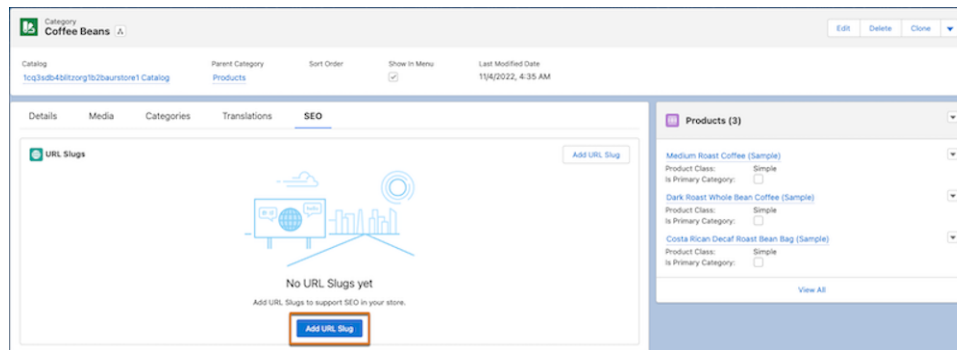 Category
Coffee Beans
Edit Delete Clone
Catalog Parent Category Sort Order Show In Menu Last Modified Date
1cq3sdb4blitzorg1b2baurstore1 Catalog Products 11/4/2022, 4:35 AM
Details Media Categories Translations SEO
URL Slugs Add URL Slug
No URL Slugs yet
Add URL Slugs to support SEO in your store.
Add URL Slug
Products (3)
Medium Roast Coffee (Sample)
Product Class: Simple
Is Primary Category:
Dark Roast Whole Bean Coffee (Sample)
Product Class: Simple
Is Primary Category:
Costa Rican Decaf Roast Bean Bag (Sample)
Product Class: Simple
Is Primary Category:
View All